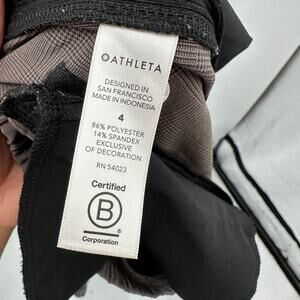 ATHLETA
DESIGNED IN
SAN FRANCISCO
MADE IN INDONESIA
4
86% POLYESTER
14% SPANDEX
EXCLUSIVE
OF DECORATION
RN 54023
Certified
B
Corporation